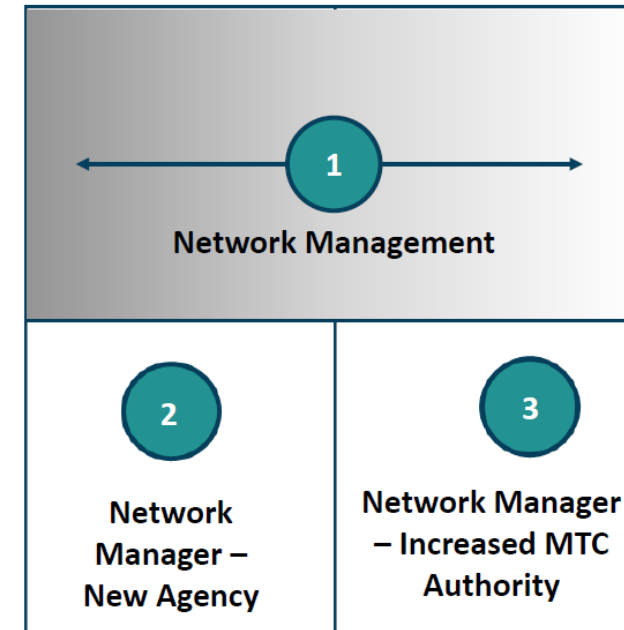 1
Network Management
2
Network
Manager –
New Agency
3
Network Manager
– Increased MTC
Authority